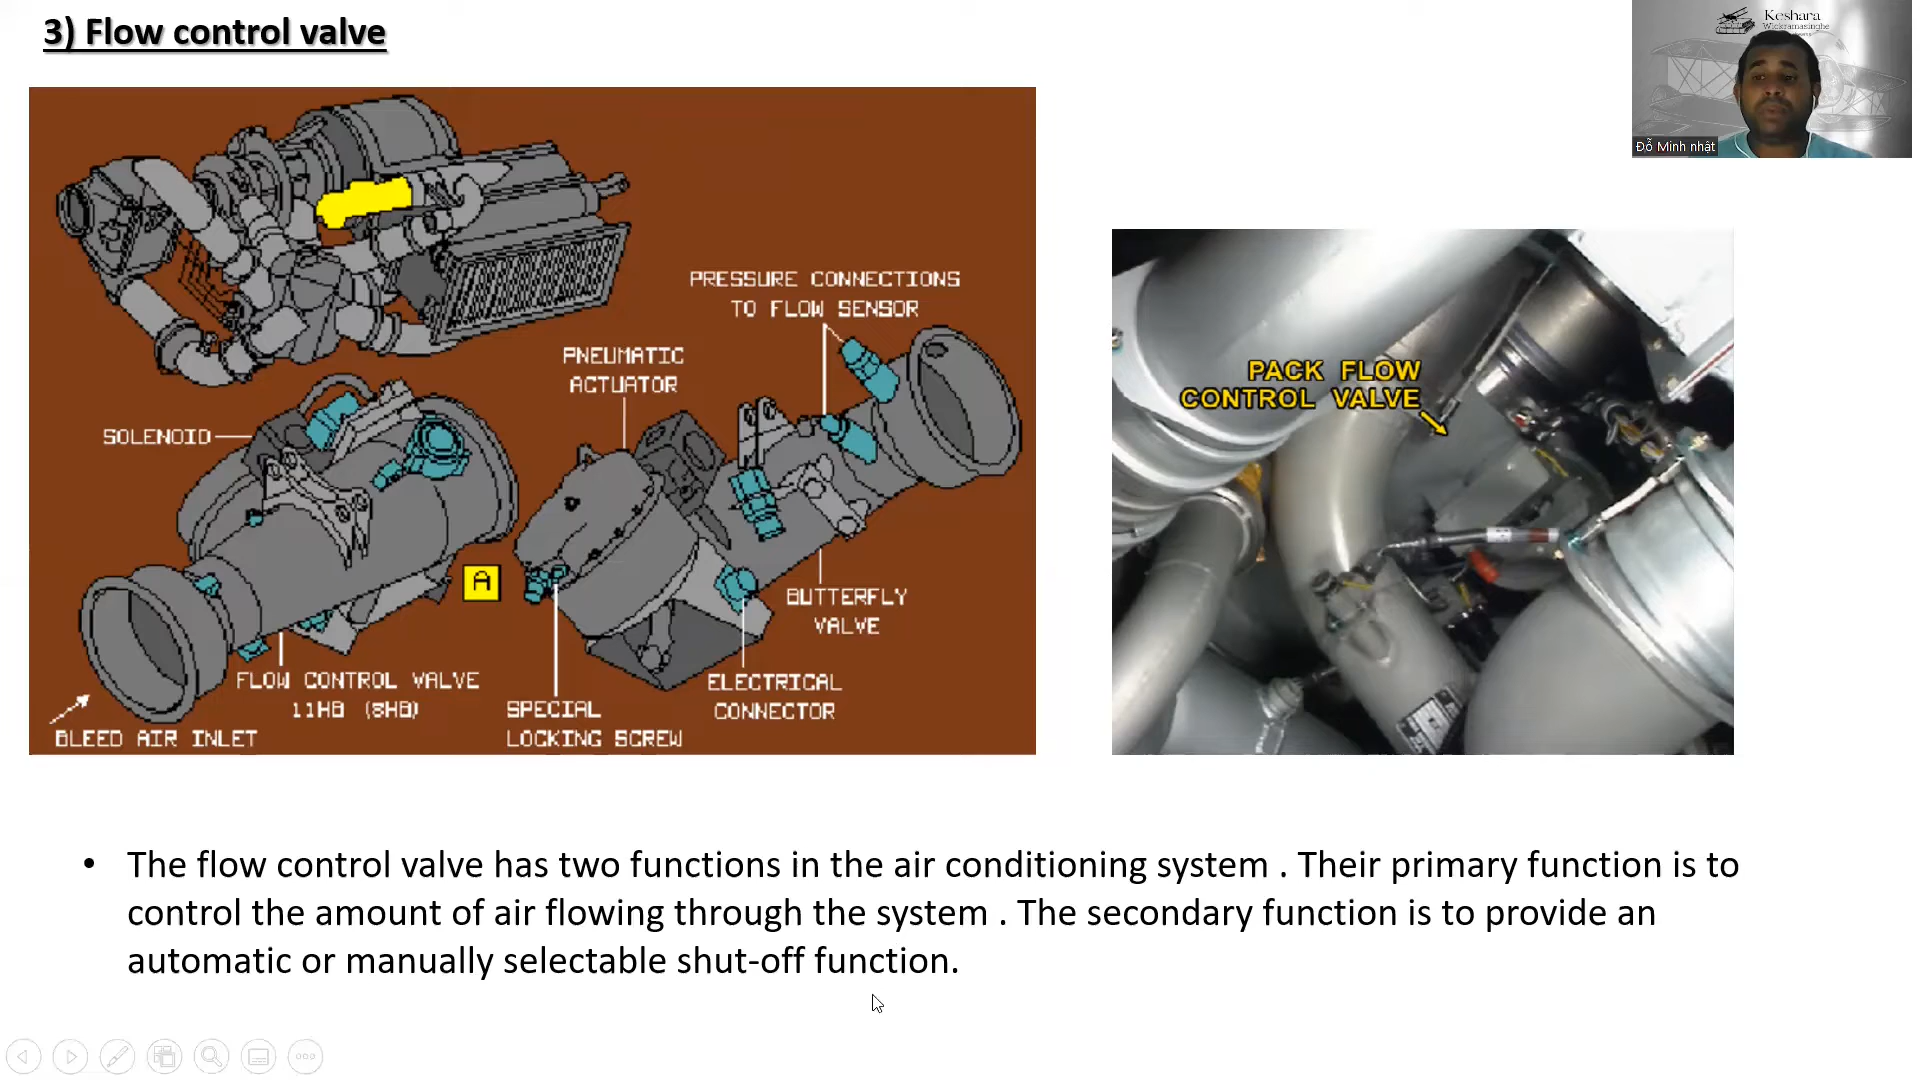 3) Flow control valve
Keshara
Wickramasinghe
Đỗ Minh nhật
PRESSURE CONNECTIONS
TO FLOW SENSOR
PNEUMATIC
ACTUATOR
SOLENOID
A
BUTTERFLY
VALVE
FLOW CONTROL VALVE
11HB (8HB)
ELECTRICAL
CONNECTOR
SPECIAL
LOCKING SCREW
BLEED AIR INLET
PACK FLOW
CONTROL VALVE
• The flow control valve has two functions in the air conditioning system . Their primary function is to
control the amount of air flowing through the system . The secondary function is to provide an
automatic or manually selectable shut-off function.